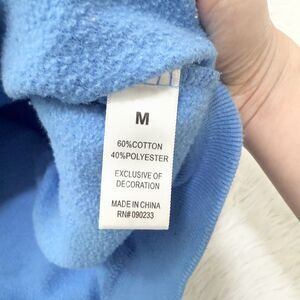 M
60%COTTON
40%POLYESTER
EXCLUSIVE OF
DECORATION
MADE IN CHINA
RN# 090233